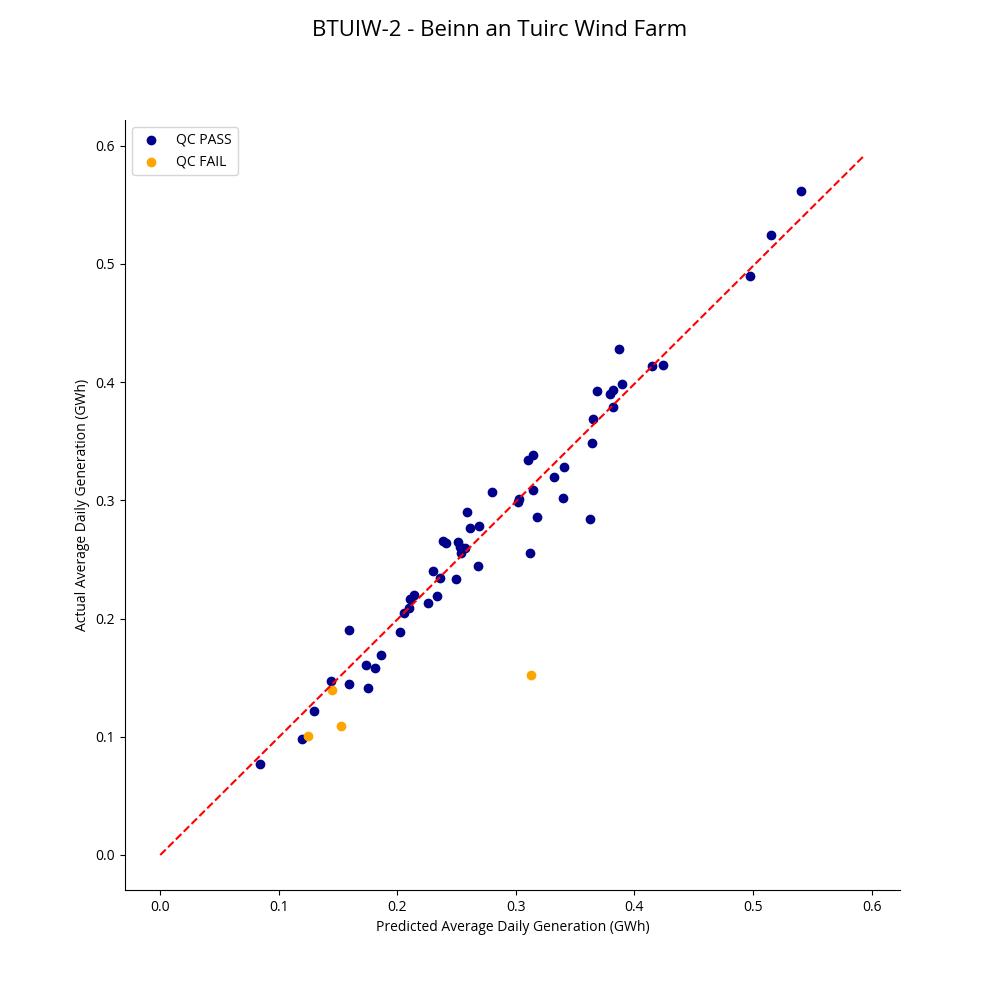 BTUIW-2 - Beinn an Tuirc Wind Farm
QC PASS
QC FAIL
0.6
0.5
0.4
0.3
0.2
0.1
0.0
Actual Average Daily Generation (GWh)
0.0 0.1 0.2 0.3 0.4 0.5 0.6
Predicted Average Daily Generation (GWh)